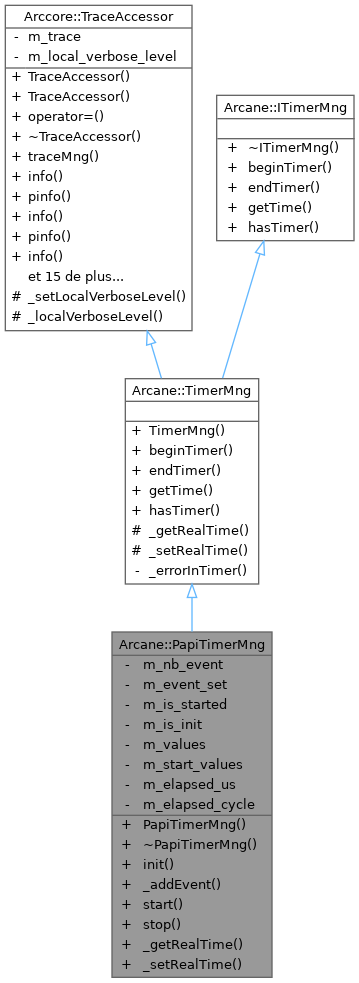 Arccore::TraceAccessor
- m_trace
- m_local_verbose_level
+ TraceAccessor()
+ TraceAccessor()
+ operator=()
+ ~TraceAccessor()
+ traceMng()
+ info()
+ pinfo()
+ info()
+ pinfo()
+ info()
et 15 de plus...
# _setLocalVerboseLevel()
# _localVerboseLevel()
Arcane::ITimerMng
+ ~ITimerMng()
+ beginTimer()
+ endTimer()
+ getTime()
+ hasTimer()
Arcane::TimerMng
+ TimerMng()
+ beginTimer()
+ endTimer()
+ getTime()
+ hasTimer()
# _getRealTime()
# _setRealTime()
- _errorInTimer()
Arcane::PapiTimerMng
- m_nb_event
- m_event_set
- m_is_started
- m_is_init
- m_values
- m_start_values
- m_elapsed_us
- m_elapsed_cycle
+ PapiTimerMng()
+ ~PapiTimerMng()
+ init()
+ _addEvent()
+ start()
+ stop()
+ _getRealTime()
+ _setRealTime()